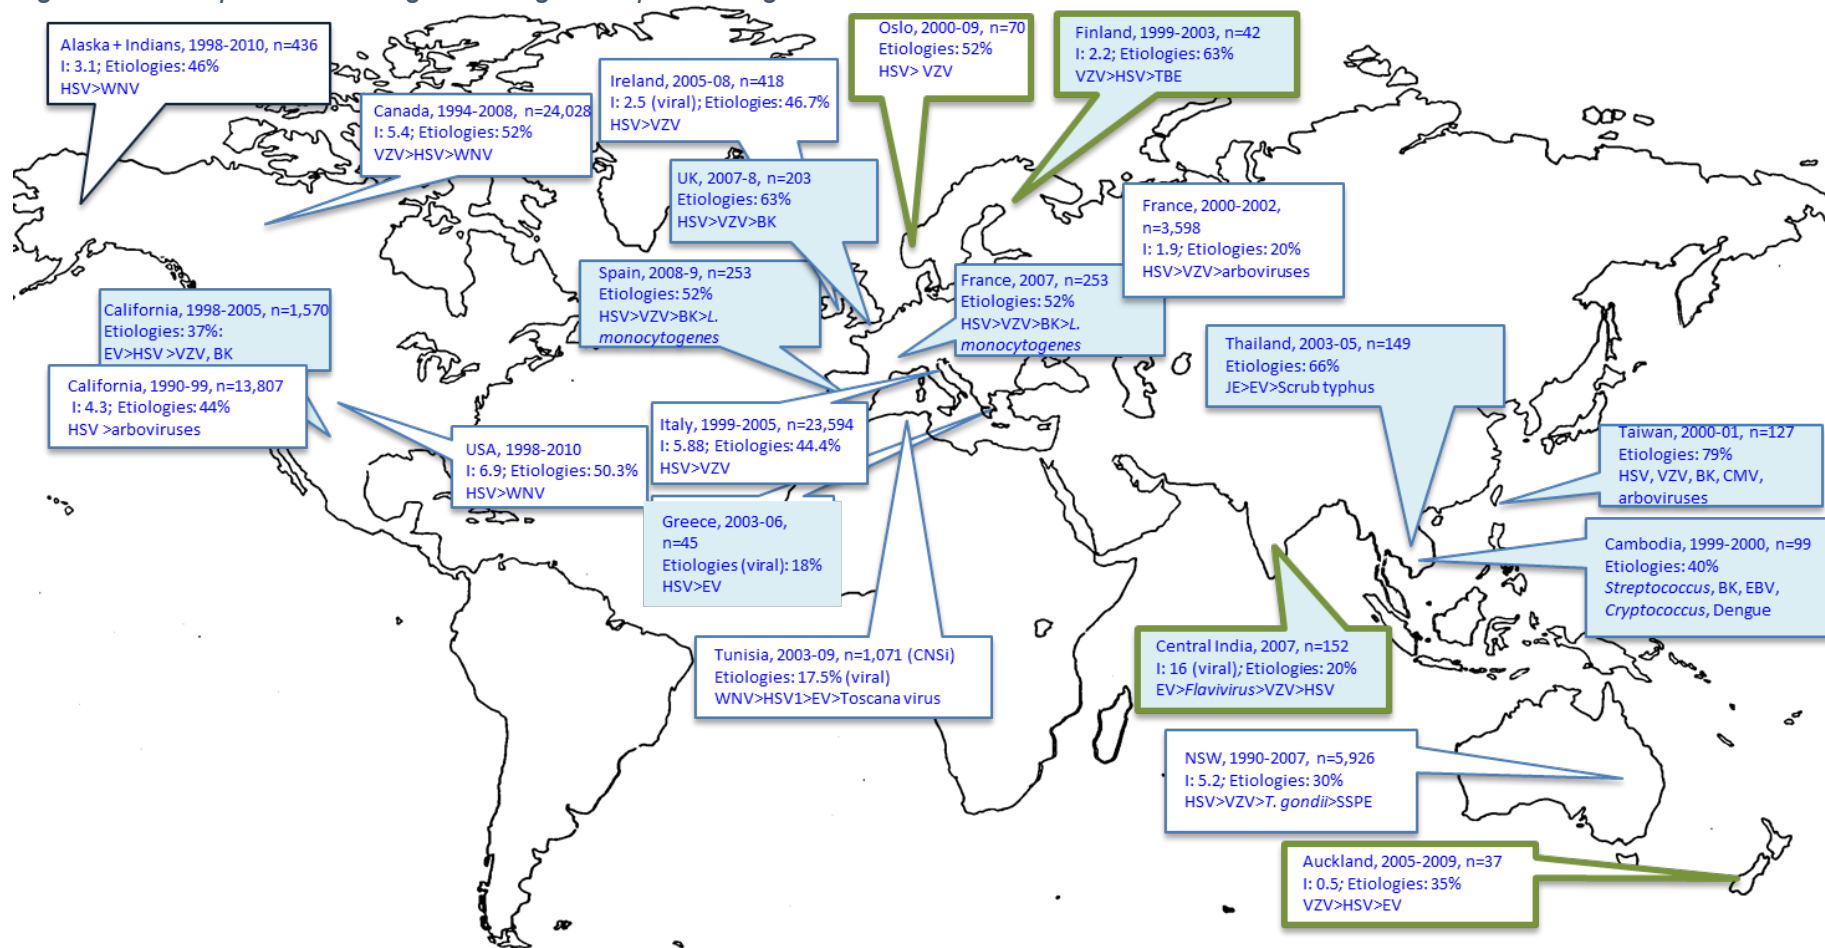 Alaska + Indians, 1998-2010, n=436
I: 3.1; Etiologies: 46%
HSV>WNV
Canada, 1994-2008, n=24,028
I: 5.4; Etiologies: 52%
VZV>HSV>WNV
Ireland, 2005-08, n=418
I: 2.5 (viral); Etiologies: 46.7%
HSV>VZV
Oslo, 2000-09, n=70
Etiologies: 52%
HSV> VZV
Finland, 1999-2003, n=42
I: 2.2; Etiologies: 63%
VZV>HSV>TBE
UK, 2007-8, n=203
Etiologies: 63%
HSV>VZV>BK
France, 2000-2002,
n=3,598
I: 1.9; Etiologies: 20%
HSV>VZV>arboviruses
Spain, 2008-9, n=253
Etiologies: 52%
HSV>VZV>BK>L.
monocytogenes
France, 2007, n=253
Etiologies: 52%
HSV>VZV>BK>L.
monocytogenes
California, 1998-2005, n=1,570
Etiologies: 37%:
EV>HSV >VZV, BK
California, 1990-99, n=13,807
I: 4.3; Etiologies: 44%
HSV >arboviruses
USA, 1998-2010
I: 6.9; Etiologies: 50.3%
HSV>WNV
Italy, 1999-2005, n=23,594
I: 5.88; Etiologies: 44.4%
HSV>VZV
Thailand, 2003-05, n=149
Etiologies: 66%
JE>EV>Scrub typhus
Taiwan, 2000-01, n=127
Etiologies: 79%
HSV, VZV, BK, CMV,
arboviruses
Greece, 2003-06,
n=45
Etiologies (viral): 18%
HSV>EV
Cambodia, 1999-2000, n=99
Etiologies: 40%
Streptococcus, BK, EBV,
Cryptococcus, Dengue
Tunisia, 2003-09, n=1,071 (CNSi)
Etiologies: 17.5% (viral)
WNV>HSV1>EV>Toscana virus
Central India, 2007, n=152
I: 16 (viral); Etiologies: 20%
EV>Flavivirus>VZV>HSV
NSW, 1990-2007, n=5,926
I: 5.2; Etiologies: 30%
HSV>VZV>T. gondii>SSPE
Auckland, 2005-2009, n=37
I: 0.5; Etiologies: 35%
VZV>HSV>EV